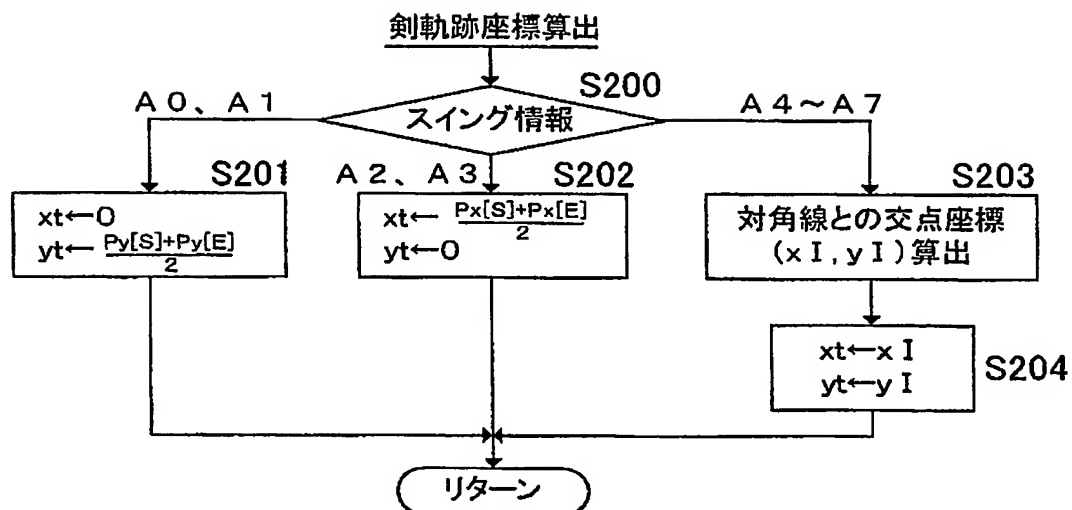 剣軌跡座標算出
S200
A0、A1
スイング情報
A4～A7
S201
A2、A3
S202
S203
xt←0
yt←Py[S]+Py[E]/2
xt←Px[S]+Px[E]/2
yt←0
対角線との交点座標
(xI,yI)算出
xt←xI
yt←yI
S204
リターン